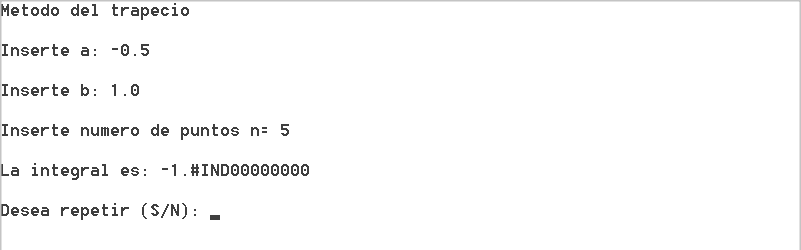 Metodo del trapecio
Inserte a: -0.5
Inserte b: 1.0
Inserte numero de puntos n= 5
La integral es: -1.#IND00000000
Desea repetir (S/N): _